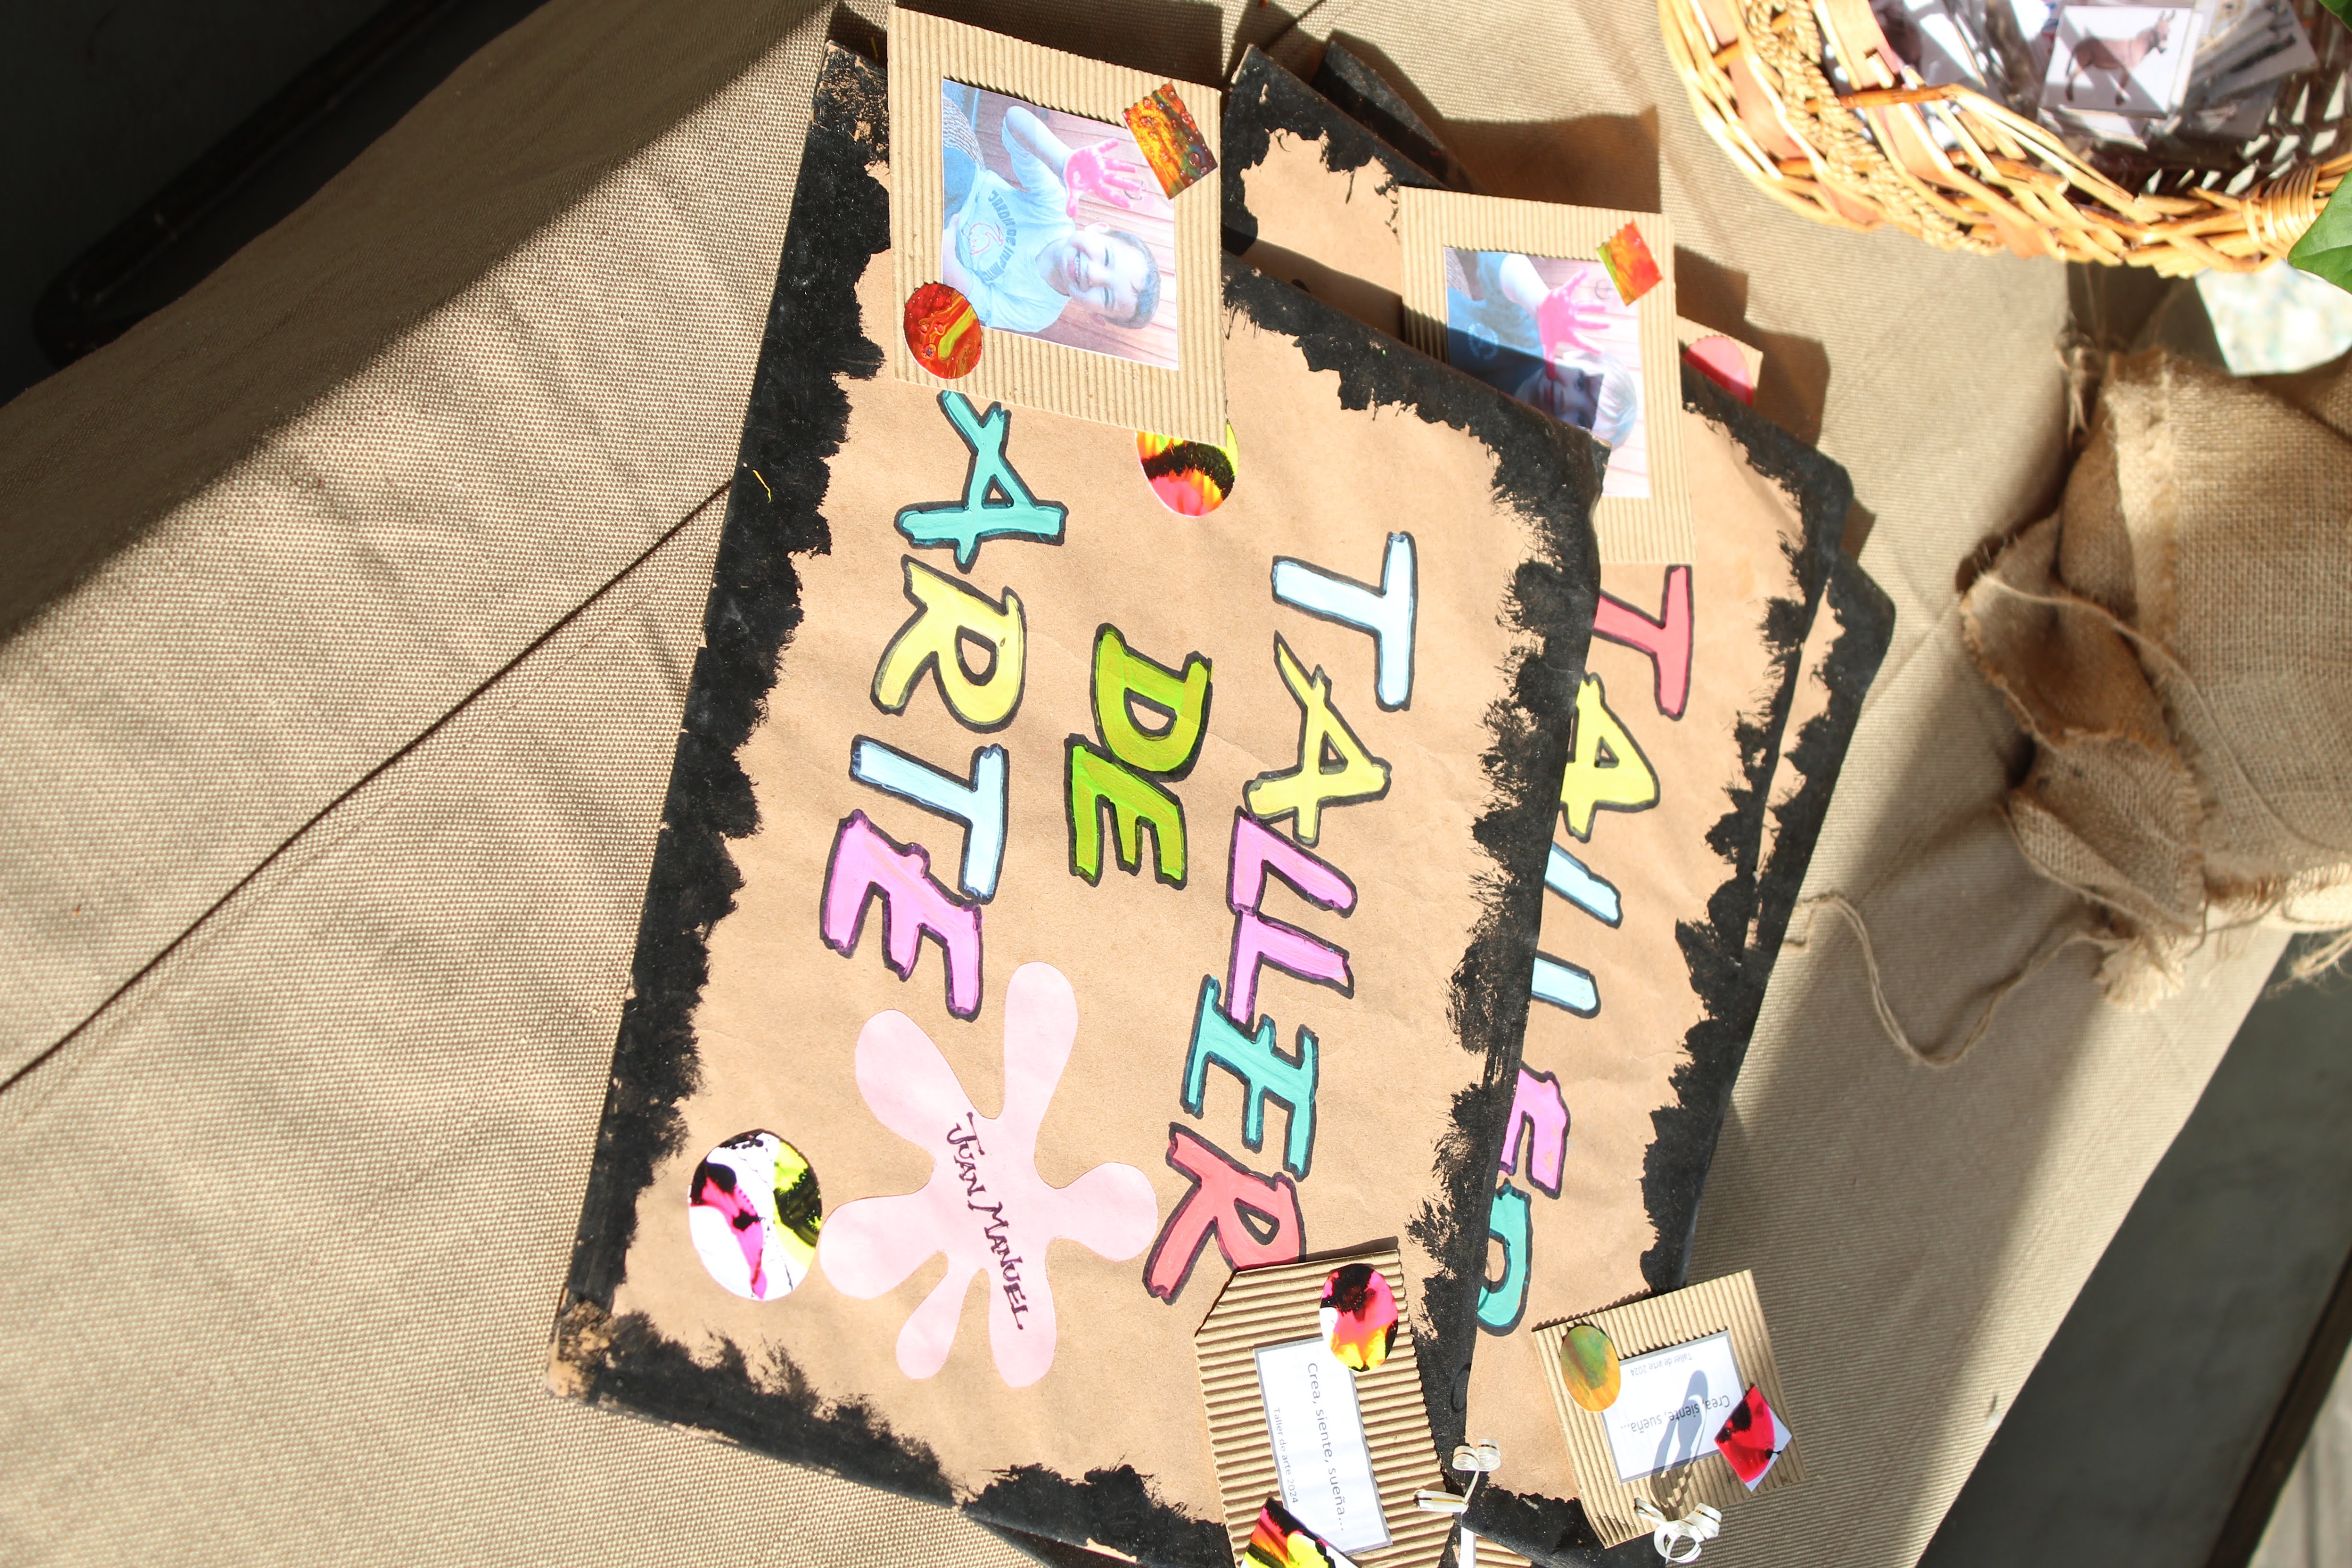 TALLER
Crea, siente, sueña...
Taller de arte 2024
TALLER
DE
ARTE
Crea, siente, sueña...
Taller de arte 2024
JUAN MANUEL